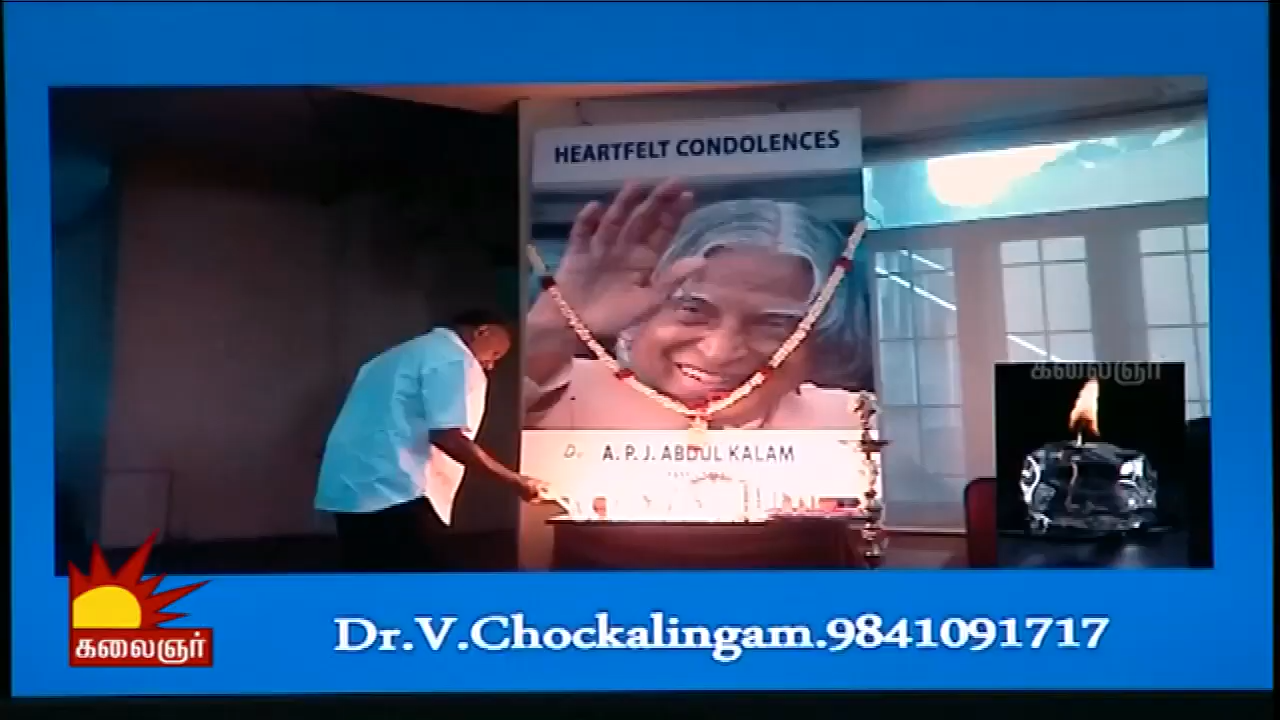 HEARTFELT CONDOLENCES
Dr. A. P. J. ABDUL KALAM
கலைஞர்
கலைஞர்
Dr.V.Chockalingam.9841091717